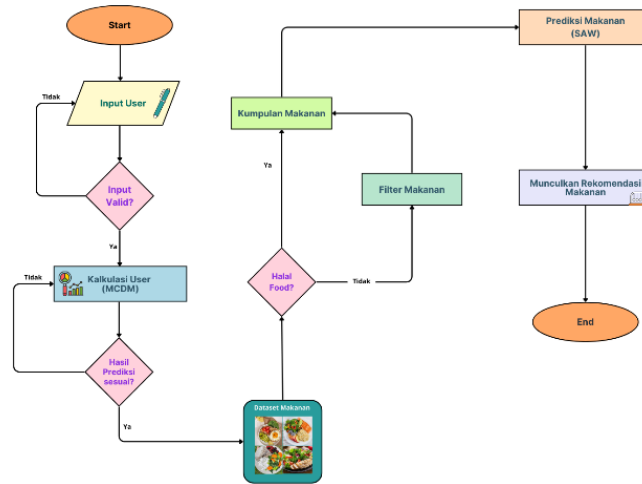 Start
Tidak
Input User
Input
Valid?
Ya
Tidak
Kalkulasi User
(MCDM)
Hasil
Prediksi
sesuai?
Ya
Dataset Makanan
Halal
Food?
Tidak
Filter Makanan
Ya
Kumpulan Makanan
Prediksi Makanan
(SAW)
Munculkan Rekomendasi
Makanan
End